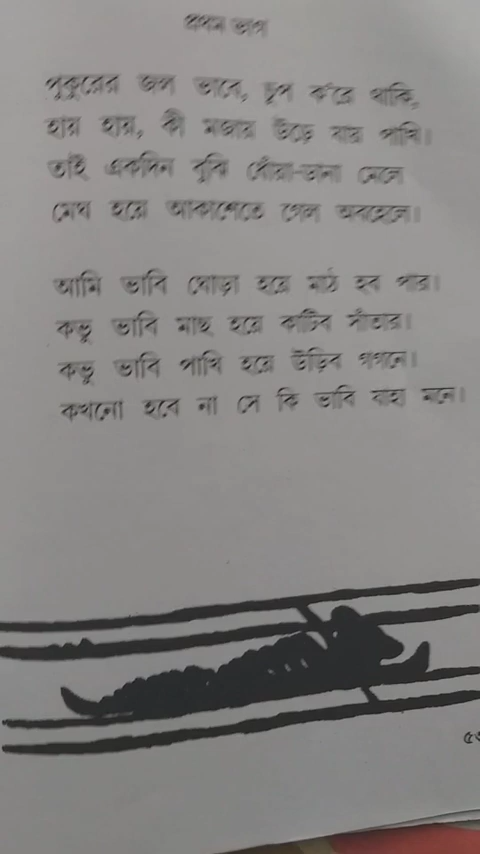 প্রথম ভাগ
পুকুরের জল ভাবে, চুপ ক'রে থাকি,
হায় হায়, কী মজায় উড়ে যায় পাখি।
তাই একদিন বুঝি ধোঁয়া-ডানা মেলে
মেঘ হয়ে আকাশেতে গেল অবহেলে।
আমি ভাবি ঘোড়া হয়ে মাঠ হব পার।
কভু ভাবি মাছ হয়ে কাটিব সাঁতার।
কভু ভাবি পাখি হয়ে উড়িব গগনে।
কখনো হবে না সে কি ভাবি যাহা মনে।